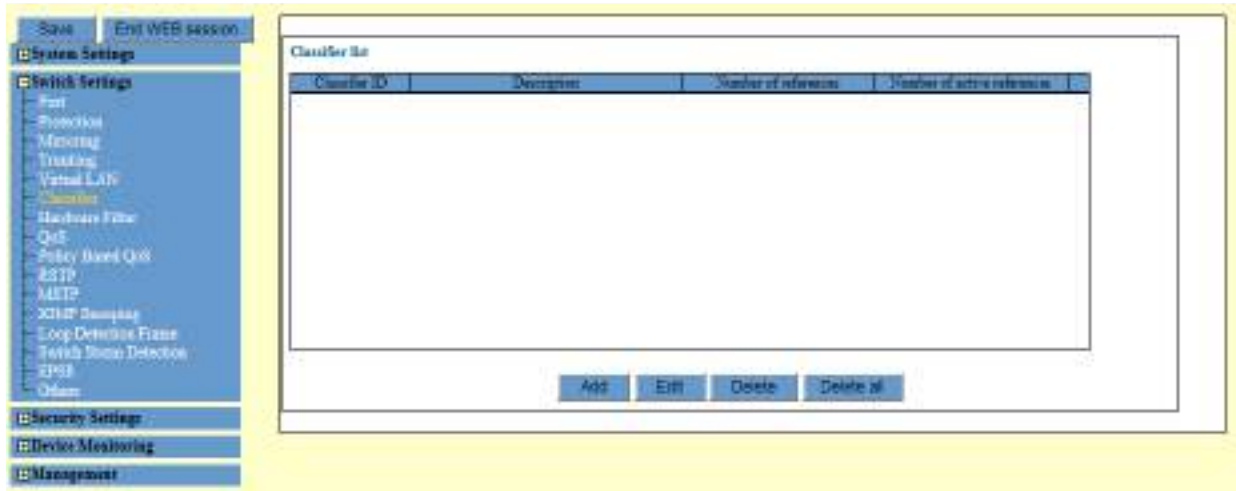 Save End WEB session
System Settings
Switch Settings
Port
Protection
Mirroring
Trunking
Virtual LAN
Classifier
Hardware Filter
QoS
Policy Based QoS
RSTP
MSTP
IGMP Snooping
Loop Detection Frame
Switch Storm Detection
EPSR
Others
Security Settings
Device Monitoring
Management
Classifier list
Classifier ID Description Number of references Number of active references
Add Edit Delete Delete all